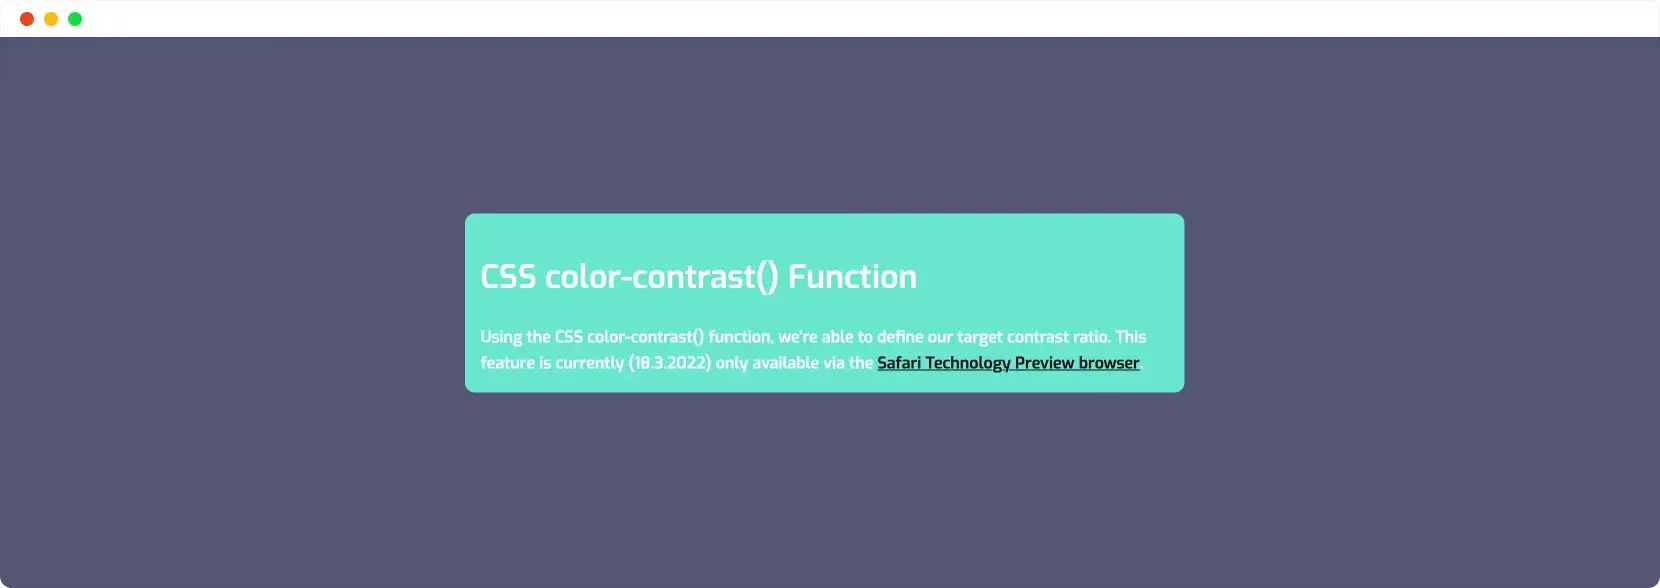 CSS color-contrast() Function
Using the CSS color-contrast() function, we're able to define our target contrast ratio. This
feature is currently (18.3.2022) only available via the Safari Technology Preview browser.